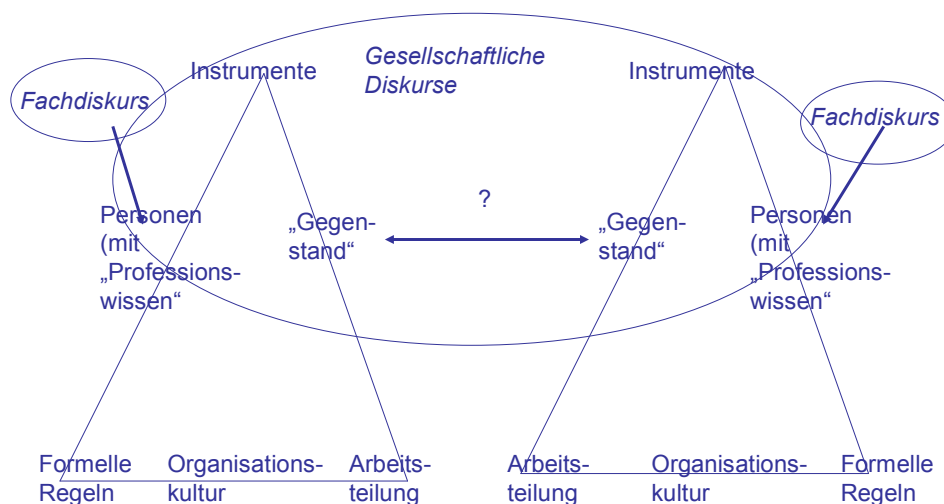 Gesellschaftliche
Diskurse
Instrumente
Instrumente
Fachdiskurs
Fachdiskurs
?
Personen
(mit
„Professions-
wissen“
„Gegen-
stand“
„Gegen-
stand“
Personen
(mit
„Professions-
wissen“
Formelle
Regeln
Organisations-
kultur
Arbeits-
teilung
Arbeits-
teilung
Organisations-
kultur
Formelle
Regeln